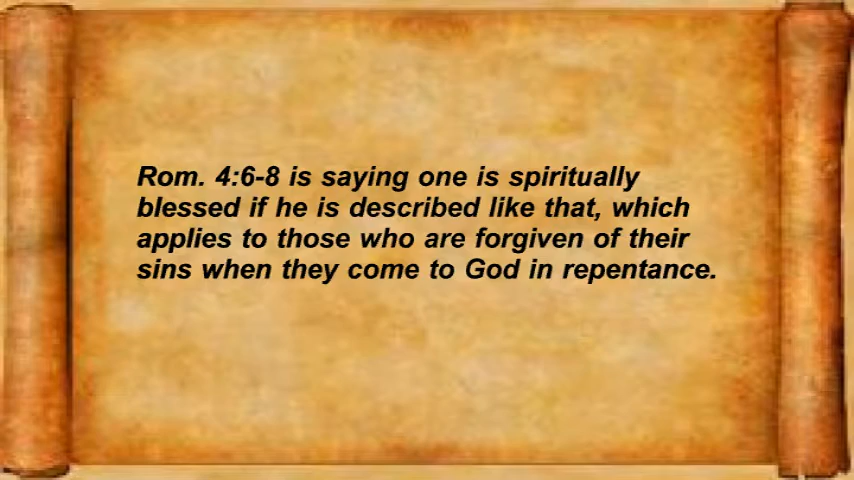 Rom. 4:6-8 is saying one is spiritually
blessed if he is described like that, which
applies to those who are forgiven of their
sins when they come to God in repentance.